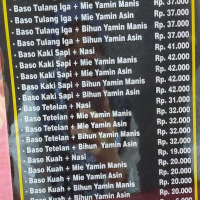 - Baso Tulang Iga + Mie Yamin Manis Rp. 37.000
- Baso Tulang Iga + Mie Yamin Asin Rp. 37.000
- Baso Tulang Iga + Bihun Yamin Manis Rp. 37.000
- Baso Tulang Iga + Bihun Yamin Asin Rp. 37.000
- Baso Kaki Sapi + Nasi Rp. 41.000
- Baso Kaki Sapi + Mie Yamin Manis Rp. 42.000
- Baso Kaki Sapi + Mie Yamin Asin Rp. 42.000
- Baso Kaki Sapi + Bihun Yamin Manis Rp. 42.000
- Baso Kaki Sapi + Bihun Yamin Asin Rp. 42.000
- Baso Tetelan + Nasi Rp. 31.000
- Baso Tetelan + Mie Yamin Manis Rp. 32.000
- Baso Tetelan + Mie Yamin Asin Rp. 32.000
- Baso Tetelan + Bihun Yamin Manis Rp. 32.000
- Baso Tetelan + Bihun Yamin Asin Rp. 32.000
- Baso Kuah + Nasi Rp. 19.000
- Baso Kuah + Mie Yamin Manis Rp. 20.000
- Baso Kuah + Mie Yamin Asin Rp. 20.000
- Baso Kuah + Bihun Yamin Manis Rp. 20.000
Kuah + Bihun Yamin Asin Rp. 20.000